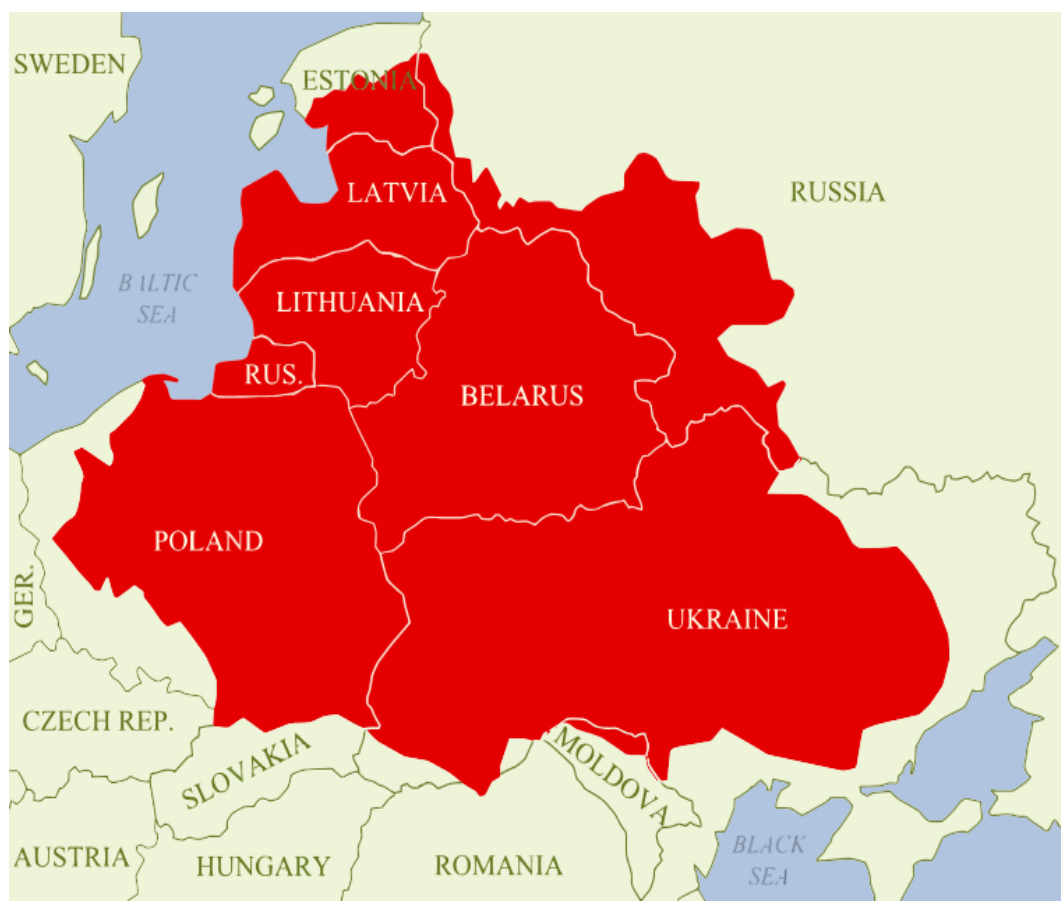 SWEDEN
ESTONIA
LATVIA
RUSSIA
BALTIC
SEA
LITHUANIA
RUS.
BELARUS
POLAND
GER.
UKRAINE
CZECH REP.
SLOVAKIA
MOLDOVA
AUSTRIA
HUNGARY
ROMANIA
BLACK
SEA